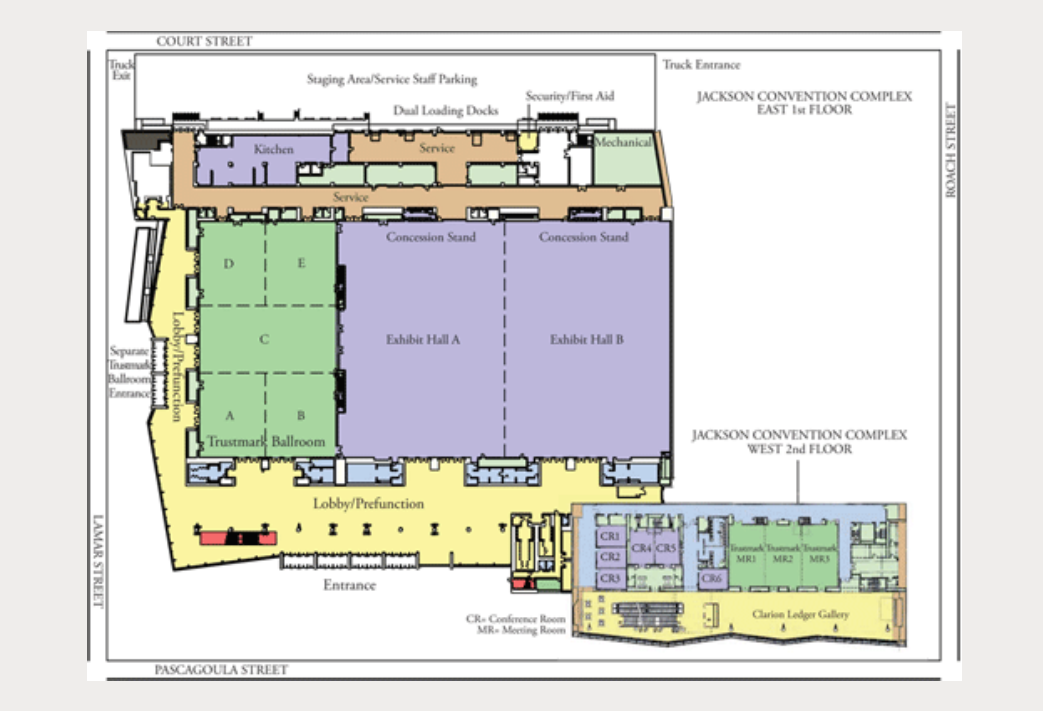 COURT STREET
Truck
Exit
Staging Area/Service Staff Parking
Truck Entrance
Security/First Aid
Dual Loading Docks
JACKSON CONVENTION COMPLEX
EAST 1st FLOOR
ROACH STREET
Kitchen
Service
Mechanical
Service
Concession Stand
Concession Stand
D
E
C
Exhibit Hall A
Exhibit Hall B
Lobby/Prefunction
Separate
Trustmark
Ballroom
Entrance
A
B
Trustmark Ballroom
JACKSON CONVENTION COMPLEX
WEST 2nd FLOOR
Lobby/Prefunction
LAMAR STREET
Entrance
CR1
CR2
CR3
CR4
CR5
CR6
Trustmark
MR1
Trustmark
MR2
Trustmark
MR3
Clarion Ledger Gallery
CR= Conference Room
MR= Meeting Room
PASCAGOULA STREET